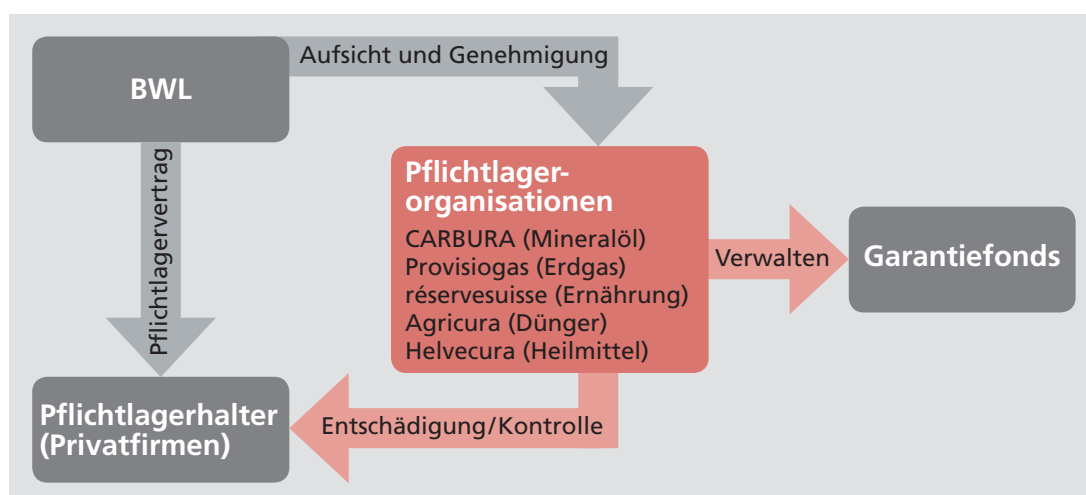 Aufsicht und Genehmigung
BWL
Pflichtlagervertrag
Pflichtlager-
organisationen
CARBURA (Mineralöl)
Provisiogas (Erdgas)
réservesuisse (Ernährung)
Agricura (Dünger)
Helvecura (Heilmittel)
Verwalten
Garantiefonds
Pflichtlagerhalter
(Privatfirmen)
Entschädigung/Kontrolle